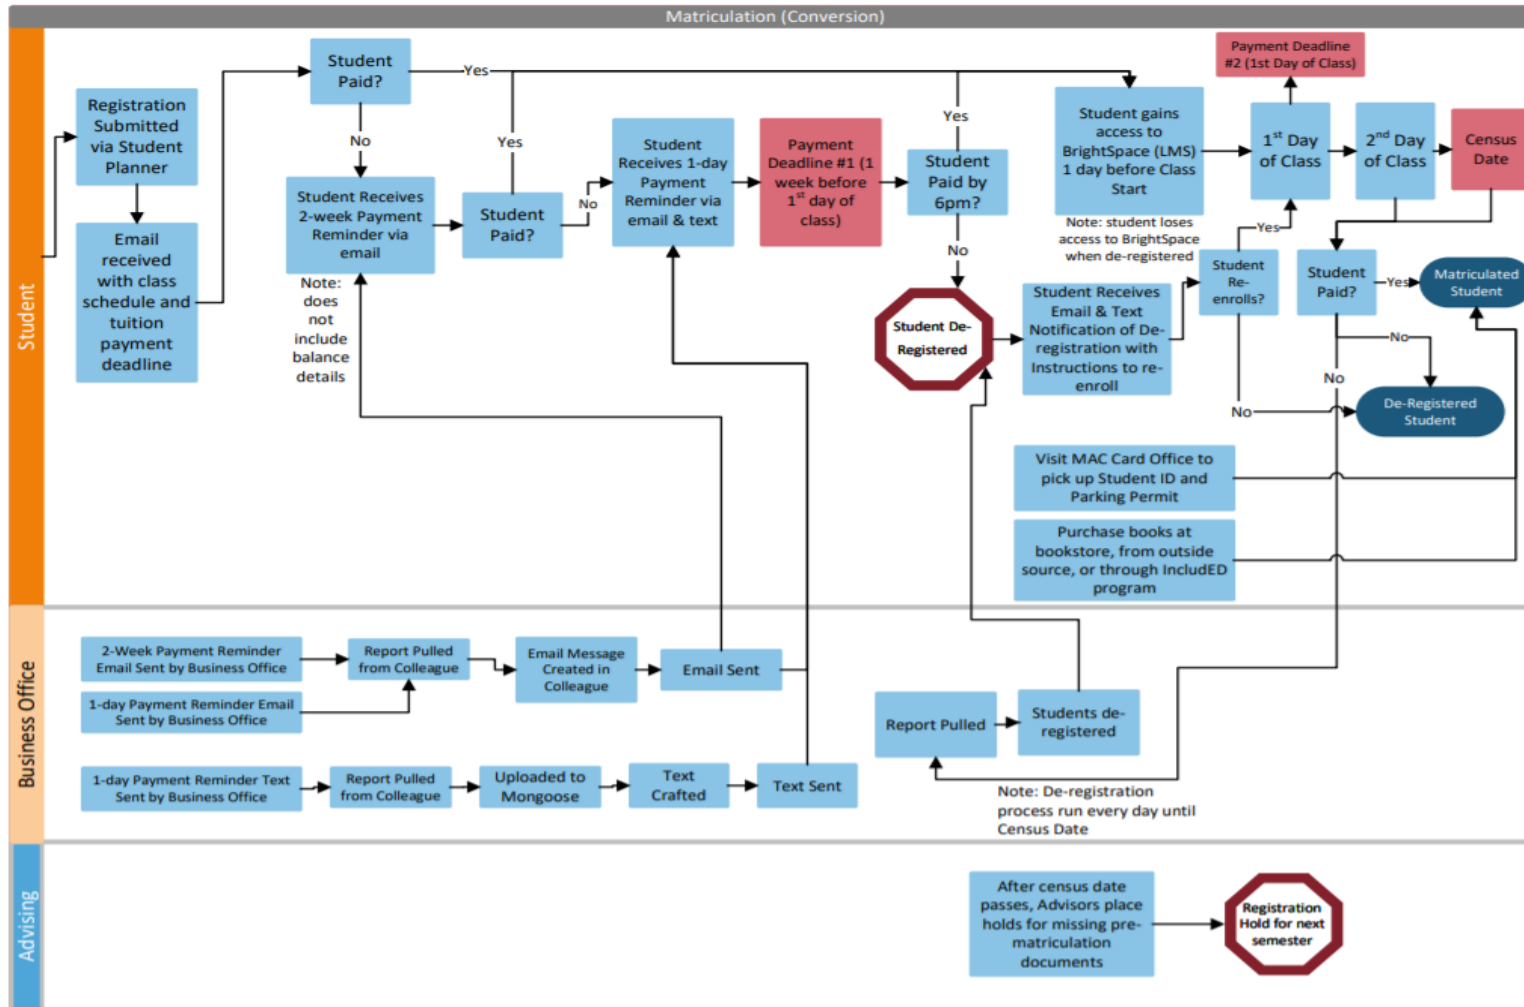 Matriculation (Conversion)
Student
Registration
Submitted
via Student
Planner
Email
received
with class
schedule and
tuition
payment
deadline
Student
Paid?
Yes
No
Student Receives
2-week Payment
Reminder via
email
Note:
does
not
include
balance
details
Yes
Student
Paid?
No
Student
Receives 1-day
Payment
Reminder via
email & text
Payment
Deadline #1 (1
week before
1st day of
class)
Yes
Student
Paid by
6pm?
No
Student De-
Registered
Student gains
access to
BrightSpace (LMS)
1 day before Class
Start
Note: student loses
access to BrightSpace
when de-registered
Student Receives
Email & Text
Notification of De-
registration with
Instructions to re-
enroll
Payment Deadline
#2 (1st Day of Class)
1st Day
of Class
2nd Day
of Class
Census
Date
Yes
Student
Re-
enrolls?
No
Student
Paid?
Yes
Matriculated
Student
No
No
De-Registered
Student
Visit MAC Card Office to
pick up Student ID and
Parking Permit
Purchase books at
bookstore, from outside
source, or through IncludED
program
Business Office
2-Week Payment Reminder
Email Sent by Business Office
1-day Payment Reminder Email
Sent by Business Office
Report Pulled
from Colleague
Email Message
Created in
Colleague
Email Sent
1-day Payment Reminder Text
Sent by Business Office
Report Pulled
from Colleague
Uploaded to
Mongoose
Text
Crafted
Text Sent
Report Pulled
Students de-
registered
Note: De-registration
process run every day until
Census Date
Advising
After census date
passes, Advisors place
holds for missing pre-
matriculation
documents
Registration
Hold for next
semester